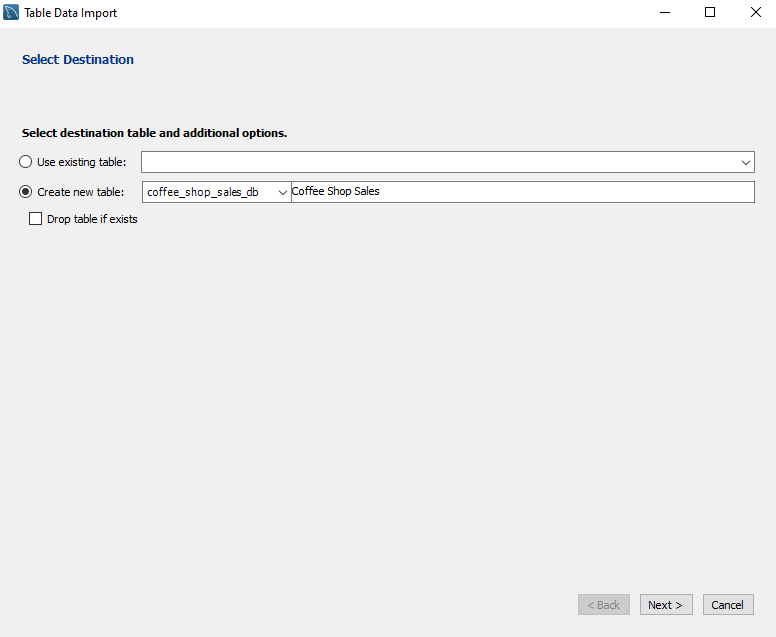 Table Data Import
Select Destination
Select destination table and additional options.
Use existing table:
Create new table: coffee_shop_sales_db Coffee Shop Sales
Drop table if exists
< Back Next > Cancel